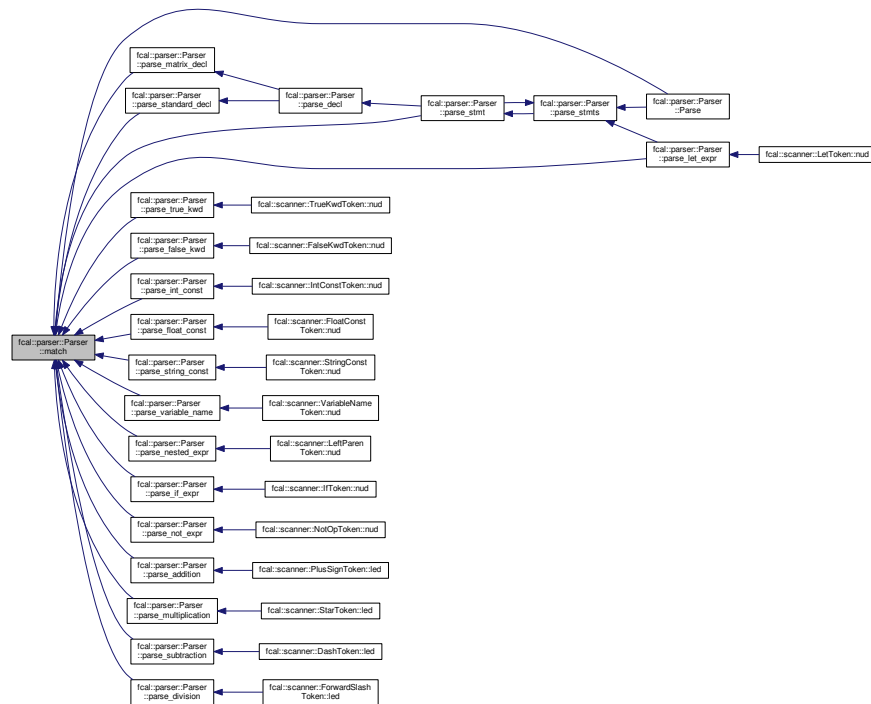 fcal::parser::Parser
::parse_matrix_decl
fcal::parser::Parser
::parse_standard_decl
fcal::parser::Parser
::parse_decl
fcal::parser::Parser
::parse_stmt
fcal::parser::Parser
::parse_stmts
fcal::parser::Parser
::Parse
fcal::parser::Parser
::parse_let_expr
fcal::scanner::LetToken::nud
fcal::parser::Parser
::parse_true_kwd
fcal::scanner::TrueKwdToken::nud
fcal::parser::Parser
::parse_false_kwd
fcal::scanner::FalseKwdToken::nud
fcal::parser::Parser
::parse_int_const
fcal::scanner::IntConstToken::nud
fcal::parser::Parser
::parse_float_const
fcal::scanner::FloatConst
Token::nud
fcal::parser::Parser
::match
fcal::parser::Parser
::parse_string_const
fcal::scanner::StringConst
Token::nud
fcal::parser::Parser
::parse_variable_name
fcal::scanner::VariableName
Token::nud
fcal::parser::Parser
::parse_nested_expr
fcal::scanner::LeftParen
Token::nud
fcal::parser::Parser
::parse_if_expr
fcal::scanner::IfToken::nud
fcal::parser::Parser
::parse_not_expr
fcal::scanner::NotOpToken::nud
fcal::parser::Parser
::parse_addition
fcal::scanner::PlusSignToken::led
fcal::parser::Parser
::parse_multiplication
fcal::scanner::StarToken::led
fcal::parser::Parser
::parse_subtraction
fcal::scanner::DashToken::led
fcal::parser::Parser
::parse_division
fcal::scanner::ForwardSlash
Token::led